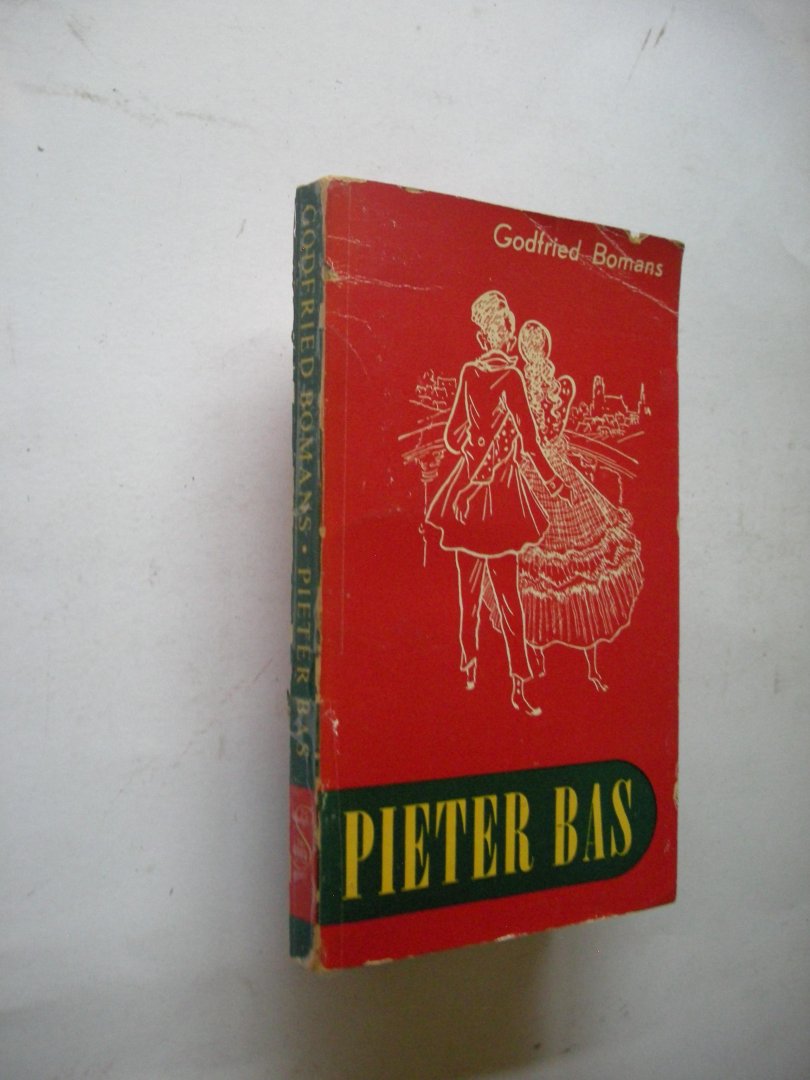 Godfried Bomans
PIETER BAS
GODFRIED BOMANS • PIETER BAS